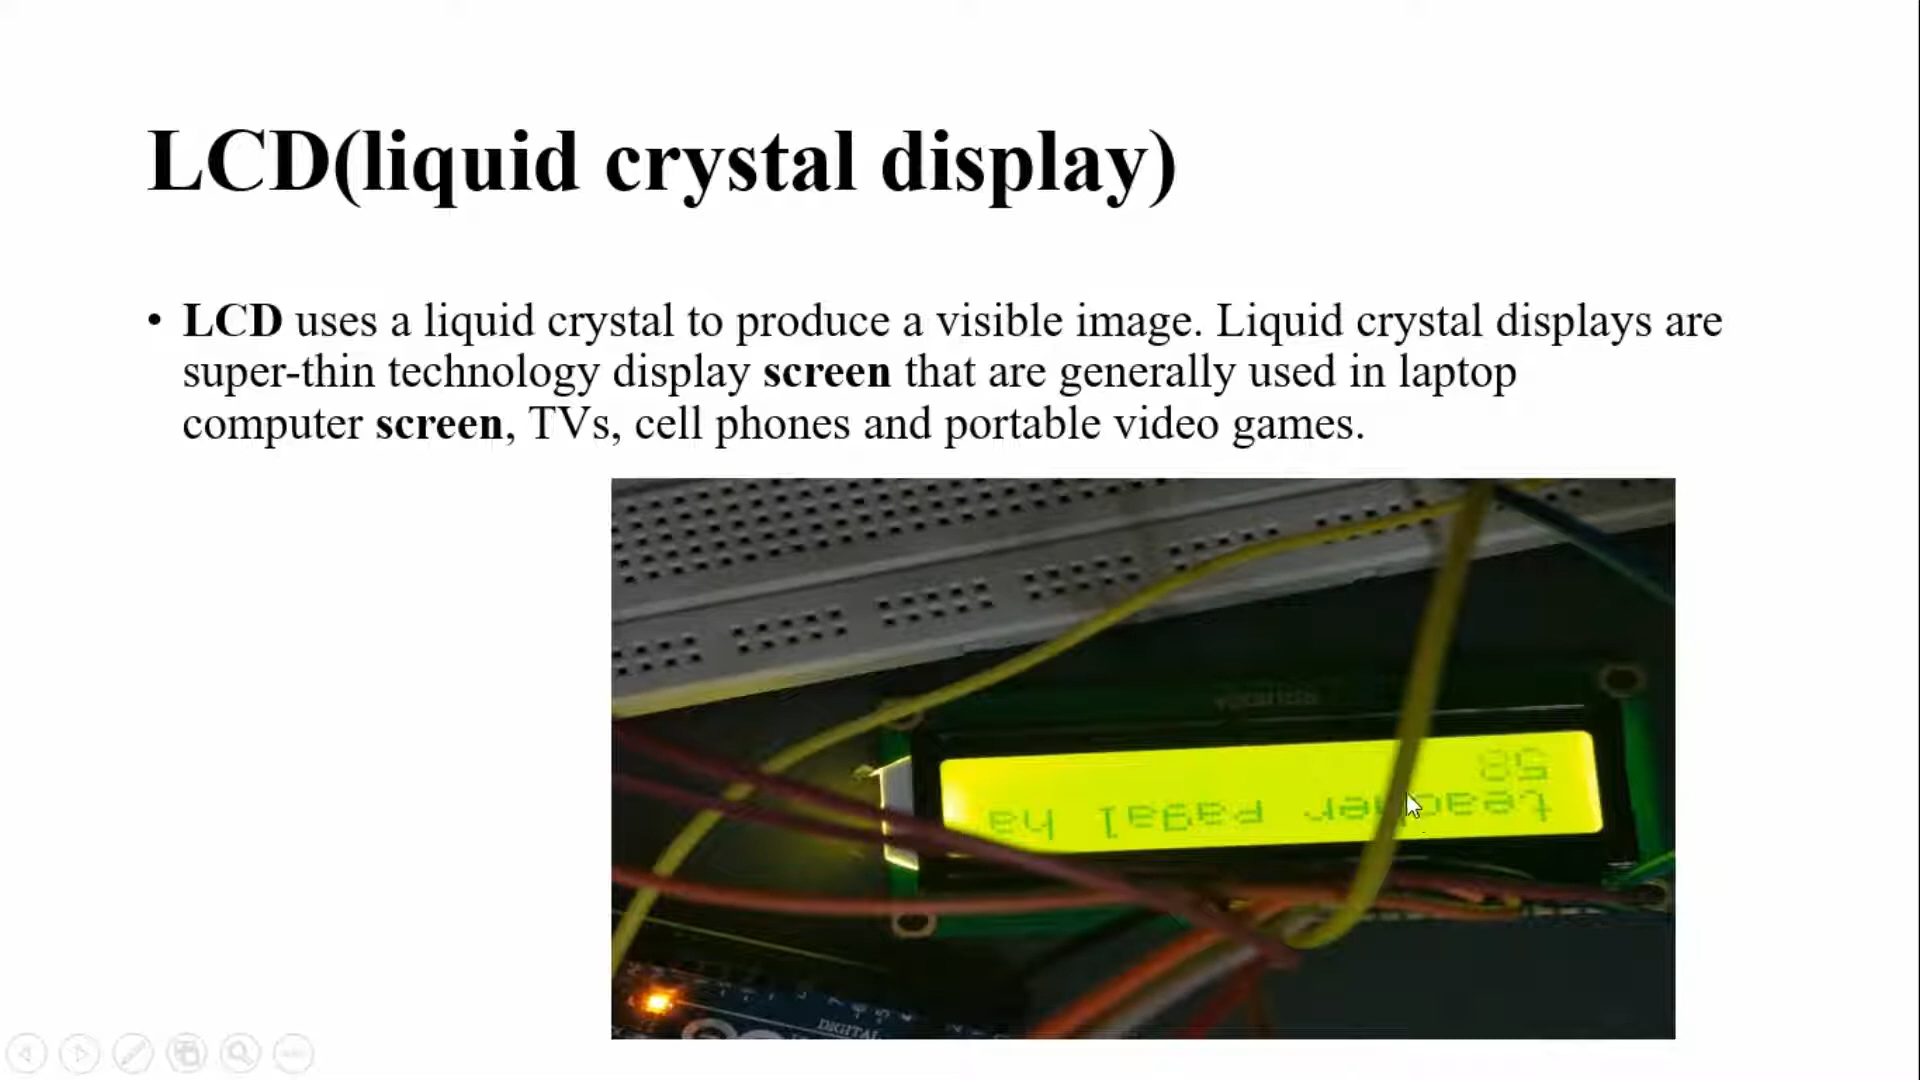 LCD(liquid crystal display)
• LCD uses a liquid crystal to produce a visible image. Liquid crystal displays are
super-thin technology display screen that are generally used in laptop
computer screen, TVs, cell phones and portable video games.
teacher Pagal ha
58
DIGITAL